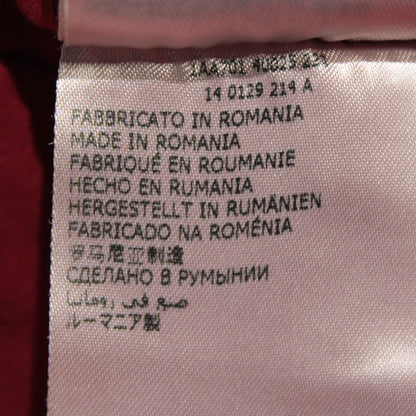 14 0129 214 A
FABBRICATO IN ROMANIA
MADE IN ROMANIA
FABRIQUÉ EN ROUMANIE
HECHO EN RUMANIA
HERGESTELLT IN RUMÄNIEN
FABRICADO NA ROMÉNIA
罗马尼亚制造
СДЕЛАНО В РУМЫНИИ
صنع في رومانيا
ルーマニア製